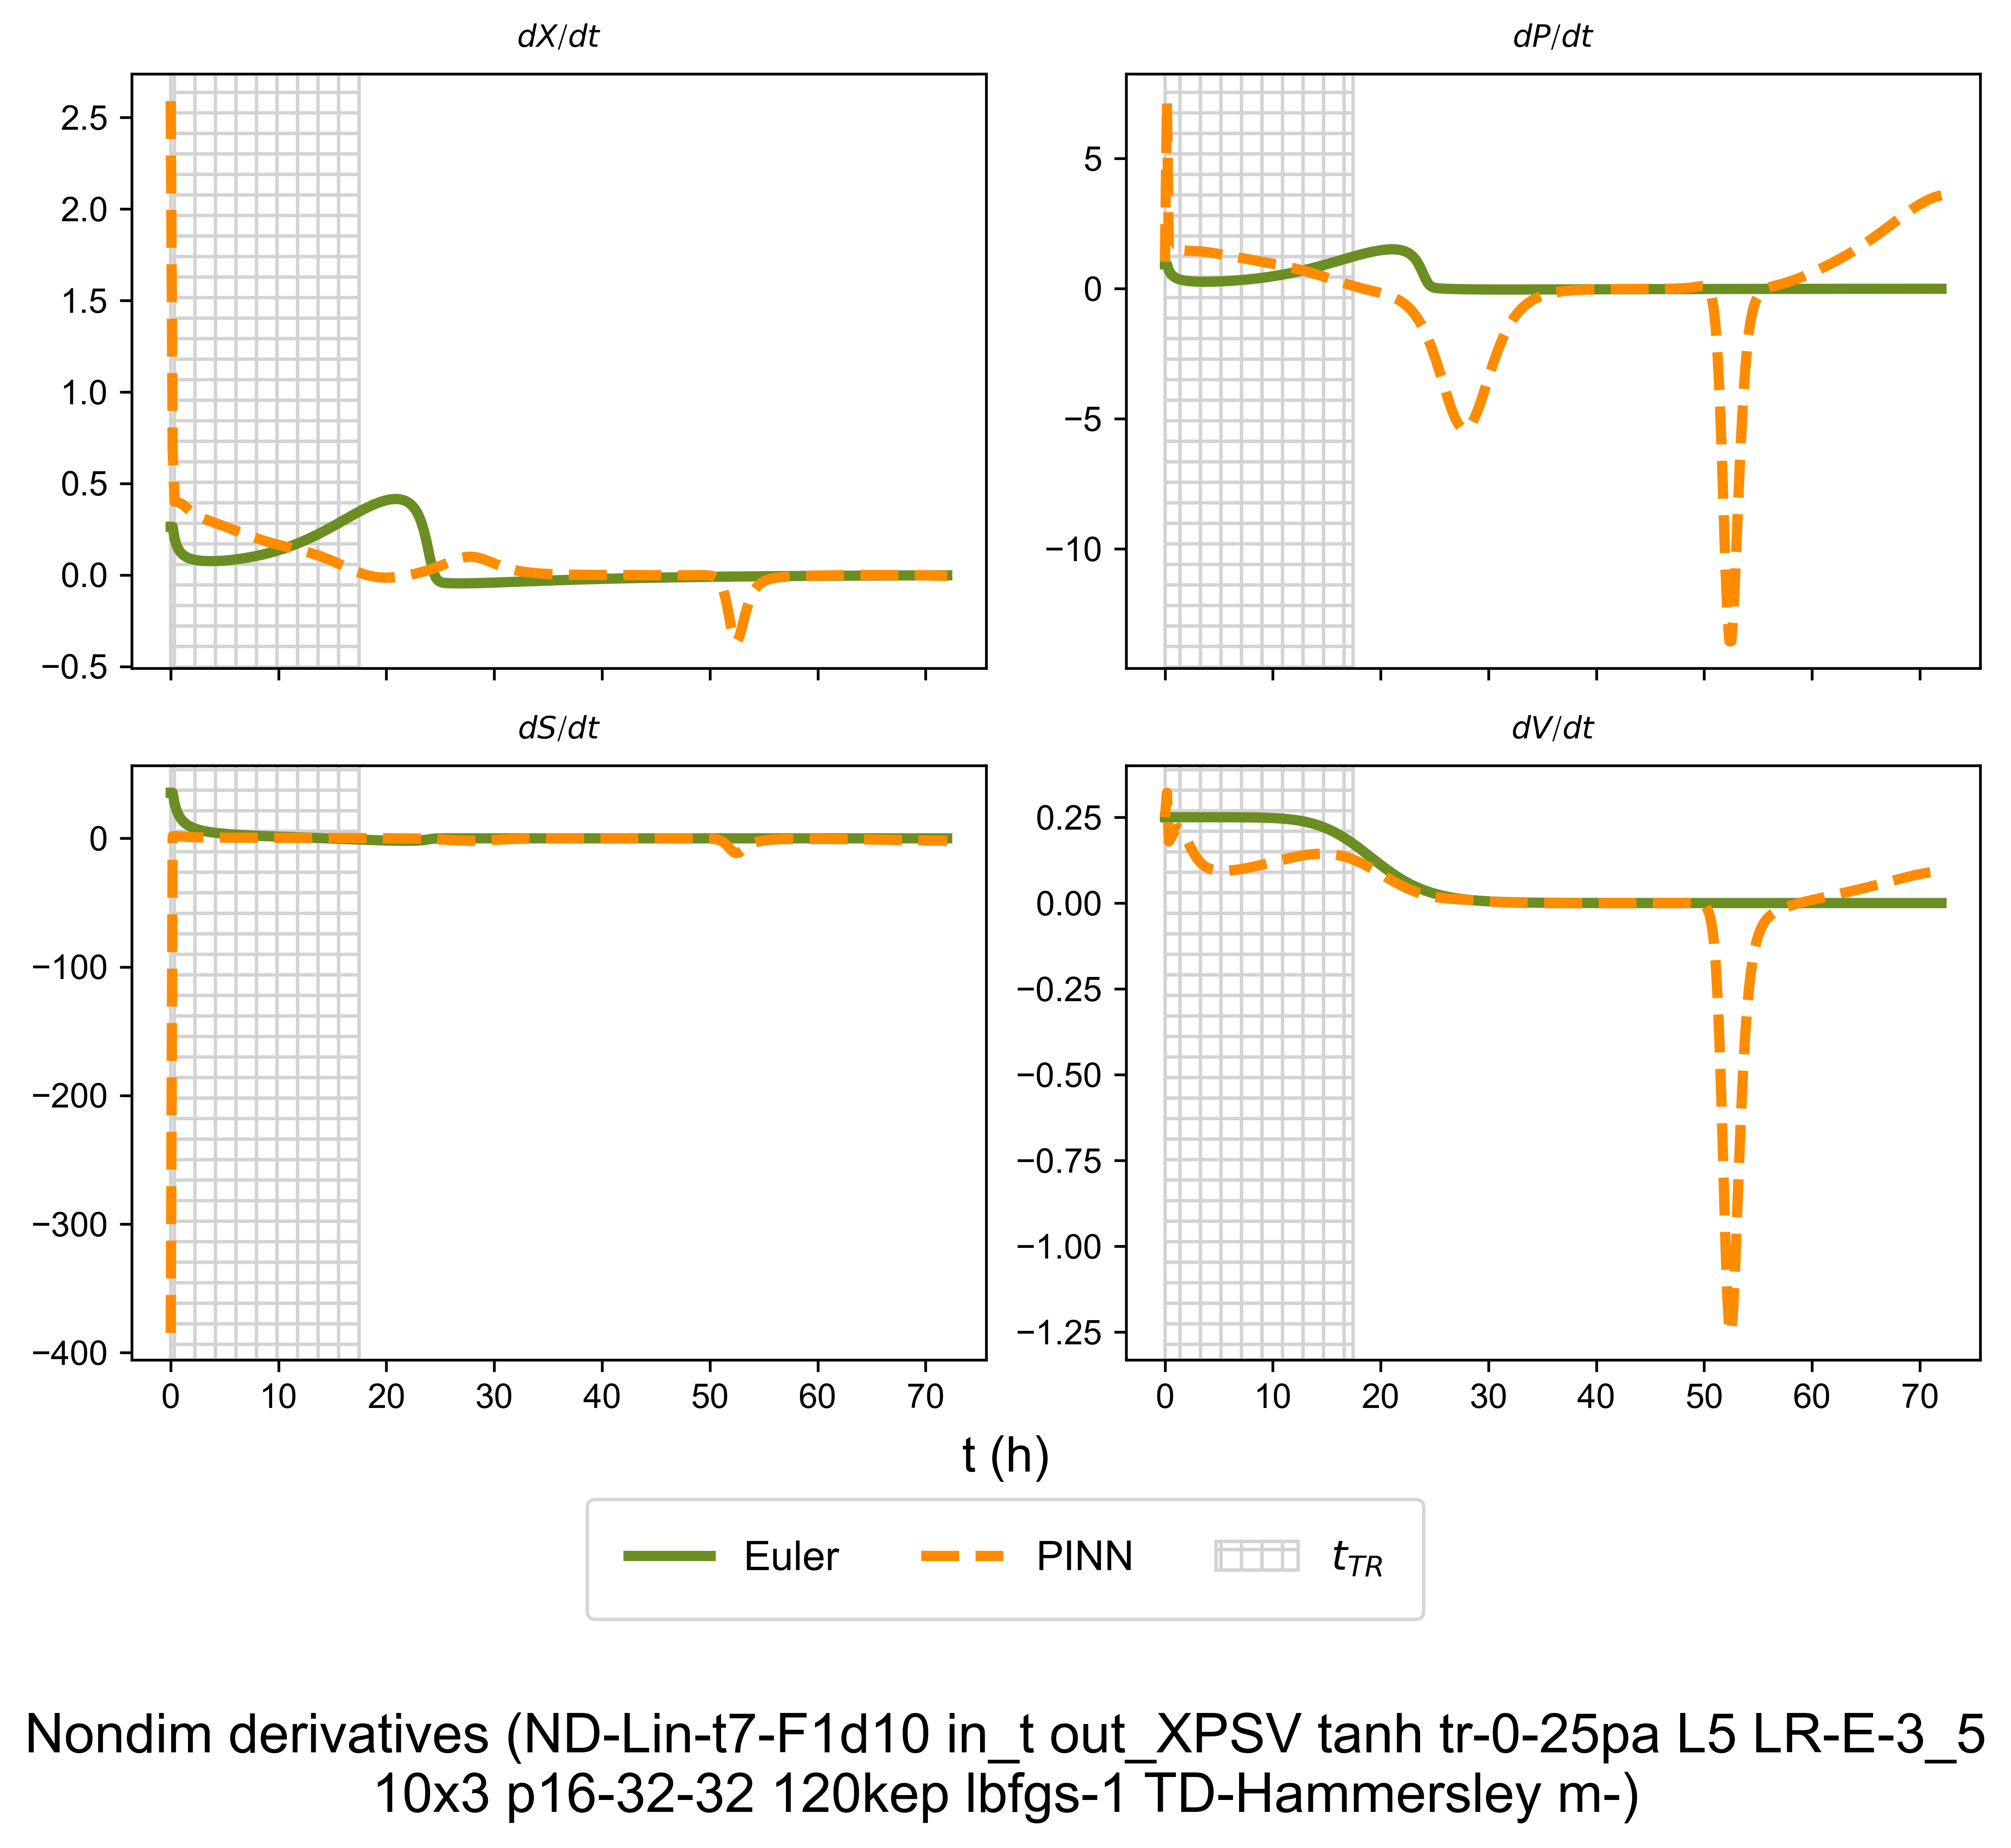 dX/dt
dP/dt
2.5
2.0
1.5
1.0
0.5
0.0
−0.5
5
0
−5
−10
dS/dt
dV/dt
0
−100
−200
−300
−400
0.25
0.00
−0.25
−0.50
−0.75
−1.00
−1.25
0 10 20 30 40 50 60 70
0 10 20 30 40 50 60 70
t (h)
Euler PINN t_TR
Nondim derivatives (ND-Lin-t7-F1d10 in_t out_XPSV tanh tr-0-25pa L5 LR-E-3_5
10x3 p16-32-32 120kep lbfgs-1 TD-Hammersley m-)